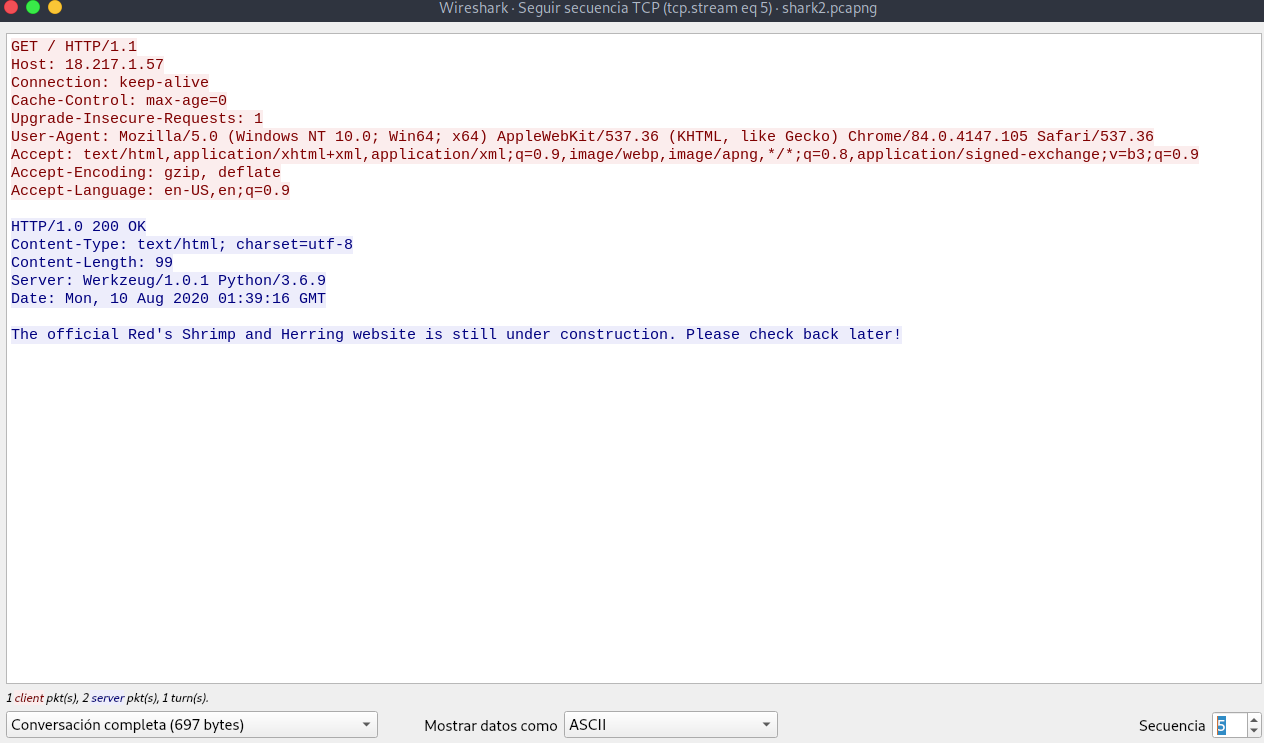 Wireshark · Seguir secuencia TCP (tcp.stream eq 5) · shark2.pcapng
GET / HTTP/1.1
Host: 18.217.1.57
Connection: keep-alive
Cache-Control: max-age=0
Upgrade-Insecure-Requests: 1
User-Agent: Mozilla/5.0 (Windows NT 10.0; Win64; x64) AppleWebKit/537.36 (KHTML, like Gecko) Chrome/84.0.4147.105 Safari/537.36
Accept: text/html,application/xhtml+xml,application/xml;q=0.9,image/webp,image/apng,*/*;q=0.8,application/signed-exchange;v=b3;q=0.9
Accept-Encoding: gzip, deflate
Accept-Language: en-US,en;q=0.9
HTTP/1.0 200 OK
Content-Type: text/html; charset=utf-8
Content-Length: 99
Server: Werkzeug/1.0.1 Python/3.6.9
Date: Mon, 10 Aug 2020 01:39:16 GMT
The official Red's Shrimp and Herring website is still under construction. Please check back later!
1 client pkt(s), 2 server pkt(s), 1 turn(s).
Conversación completa (697 bytes) Mostrar datos como ASCII Secuencia 5